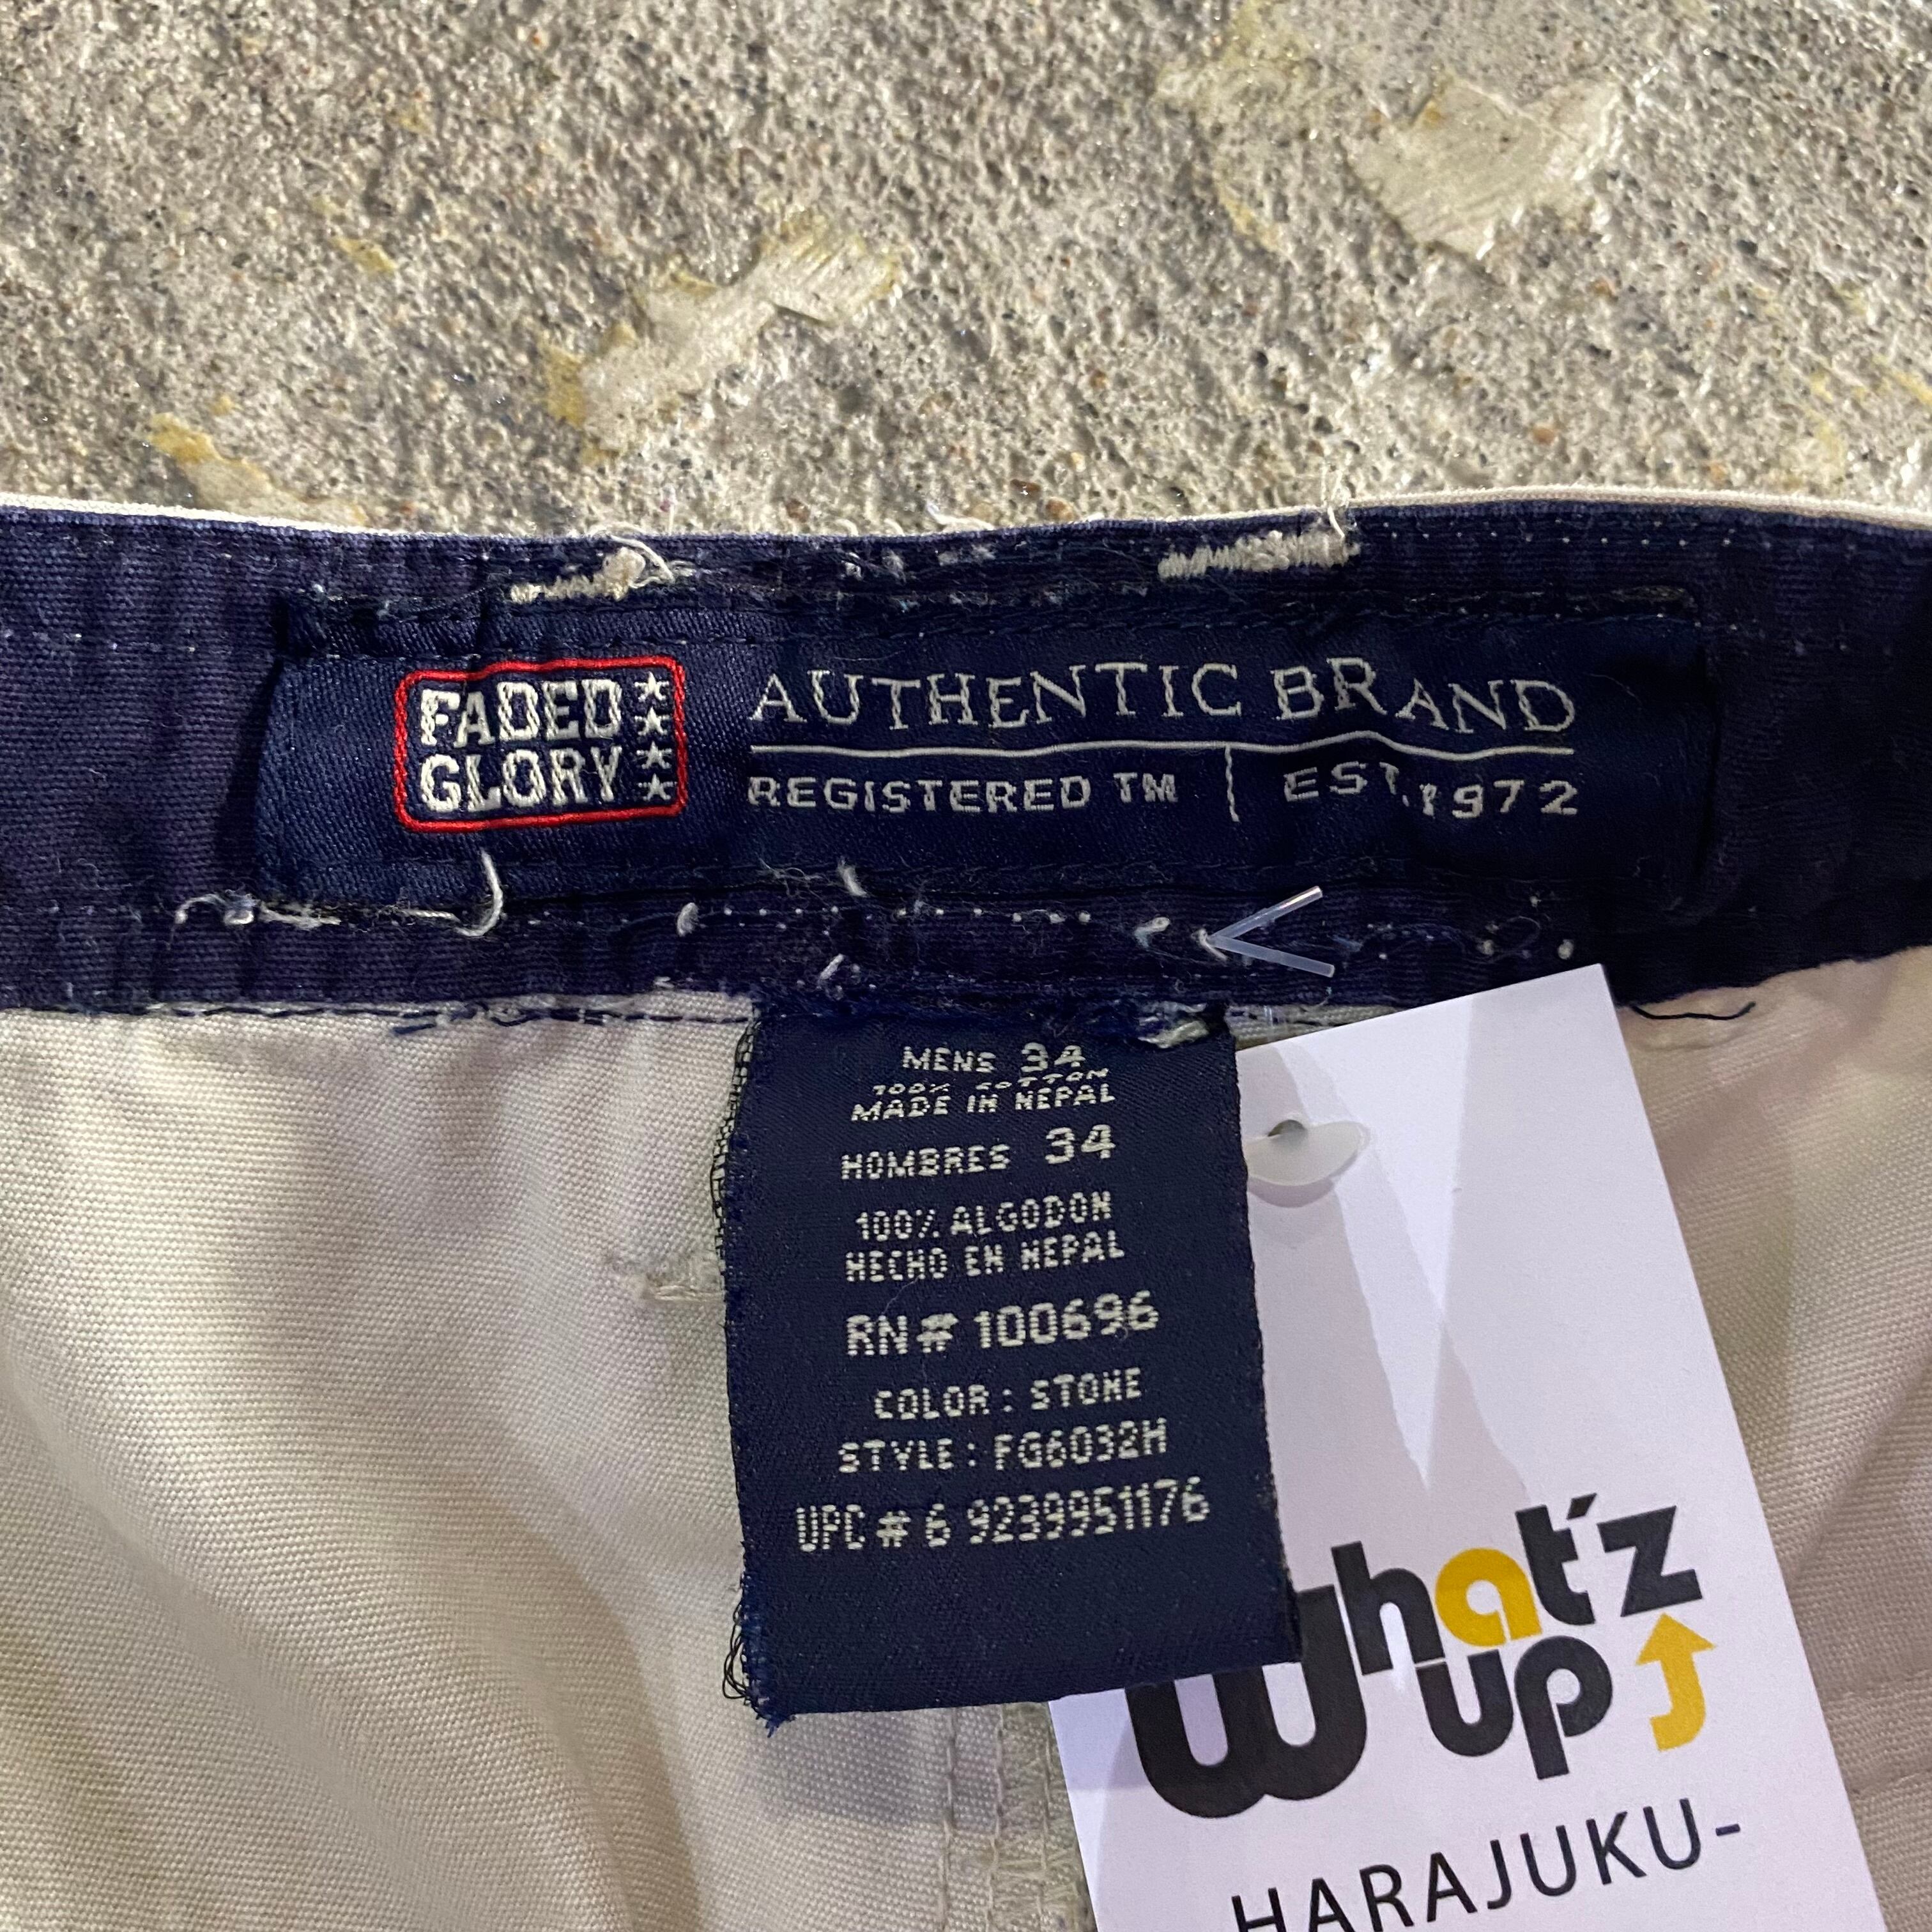 FADED
GLORY
AUTHENTIC BRAND
REGISTERED TM | EST. 1972
MENS 34
100% COTTON
MADE IN NEPAL
HOMBRES 34
100% ALGODON
HECHO EN NEPAL
RN# 100696
COLOR: STONE
STYLE: FG6032H
UPC # 6 9239951176
What'z
up
HARAJUKU-